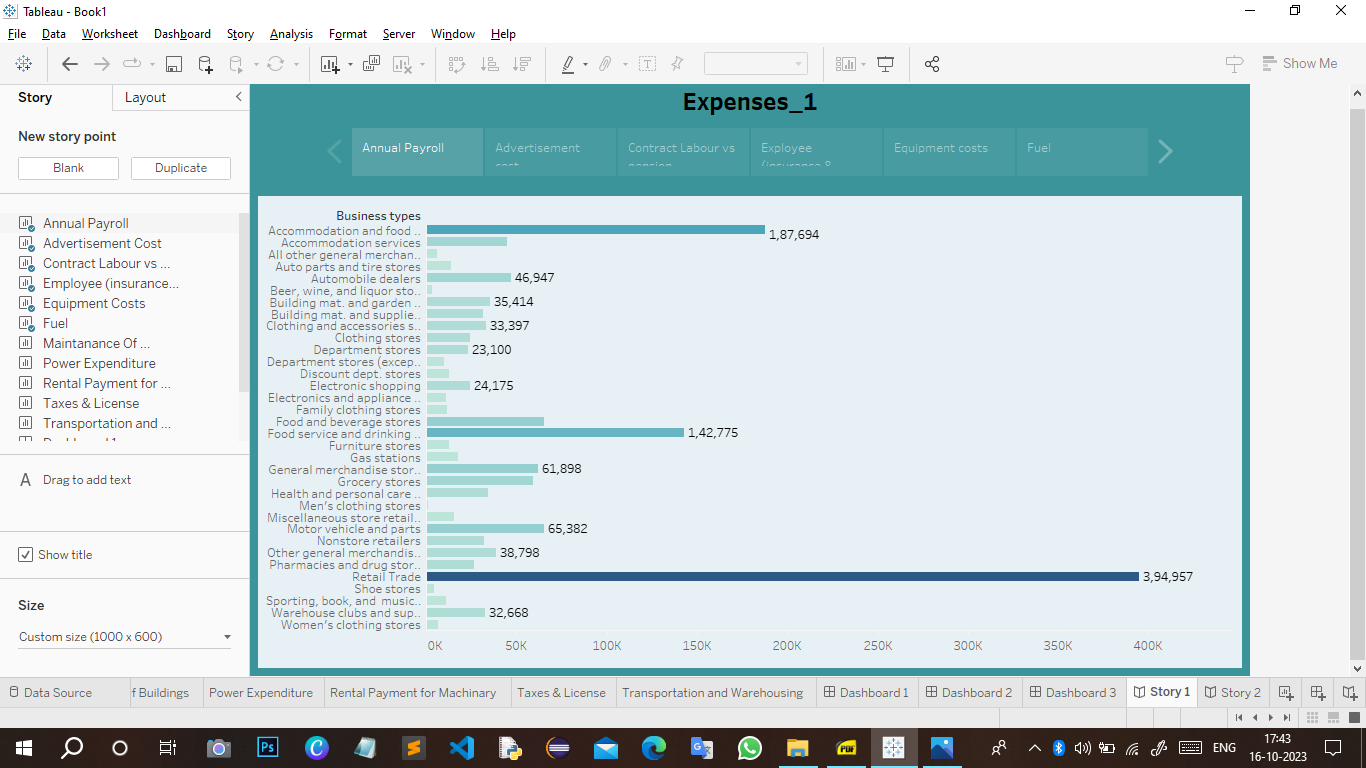 Tableau - Book1
File Data Worksheet Dashboard Story Analysis Format Server Window Help
Show Me
Story Layout
New story point
Blank Duplicate
Annual Payroll
Advertisement Cost
Contract Labour vs ...
Employee (insurance...
Equipment Costs
Fuel
Maintanance Of ...
Power Expenditure
Rental Payment for ...
Taxes & License
Transportation and ...
A Drag to add text
Show title
Size
Custom size (1000 x 600)
Expenses_1
Annual Payroll
Advertisement cost
Contract Labour vs pension
Exployee (insurance &
Equipment costs
Fuel
Business types
Accommodation and food .. 1,87,694
Accommodation services
All other general merchan..
Auto parts and tire stores
Automobile dealers 46,947
Beer, wine, and liquor sto..
Building mat. and garden .. 35,414
Building mat. and supplie..
Clothing and accessories s.. 33,397
Clothing stores
Department stores 23,100
Department stores (excep..
Discount dept. stores
Electronic shopping 24,175
Electronics and appliance ..
Family clothing stores
Food and beverage stores
Food service and drinking .. 1,42,775
Furniture stores
Gas stations
General merchandise stor.. 61,898
Grocery stores
Health and personal care ..
Men's clothing stores
Miscellaneous store retail..
Motor vehicle and parts 65,382
Nonstore retailers
Other general merchandis.. 38,798
Pharmacies and drug stor..
Retail Trade 3,94,957
Shoe stores
Sporting, book, and music..
Warehouse clubs and sup.. 32,668
Women's clothing stores
0K 50K 100K 150K 200K 250K 300K 350K 400K
Data Source f Buildings Power Expenditure Rental Payment for Machinary Taxes & License Transportation and Warehousing Dashboard 1 Dashboard 2 Dashboard 3 Story 1 Story 2
ENG
17:43
16-10-2023